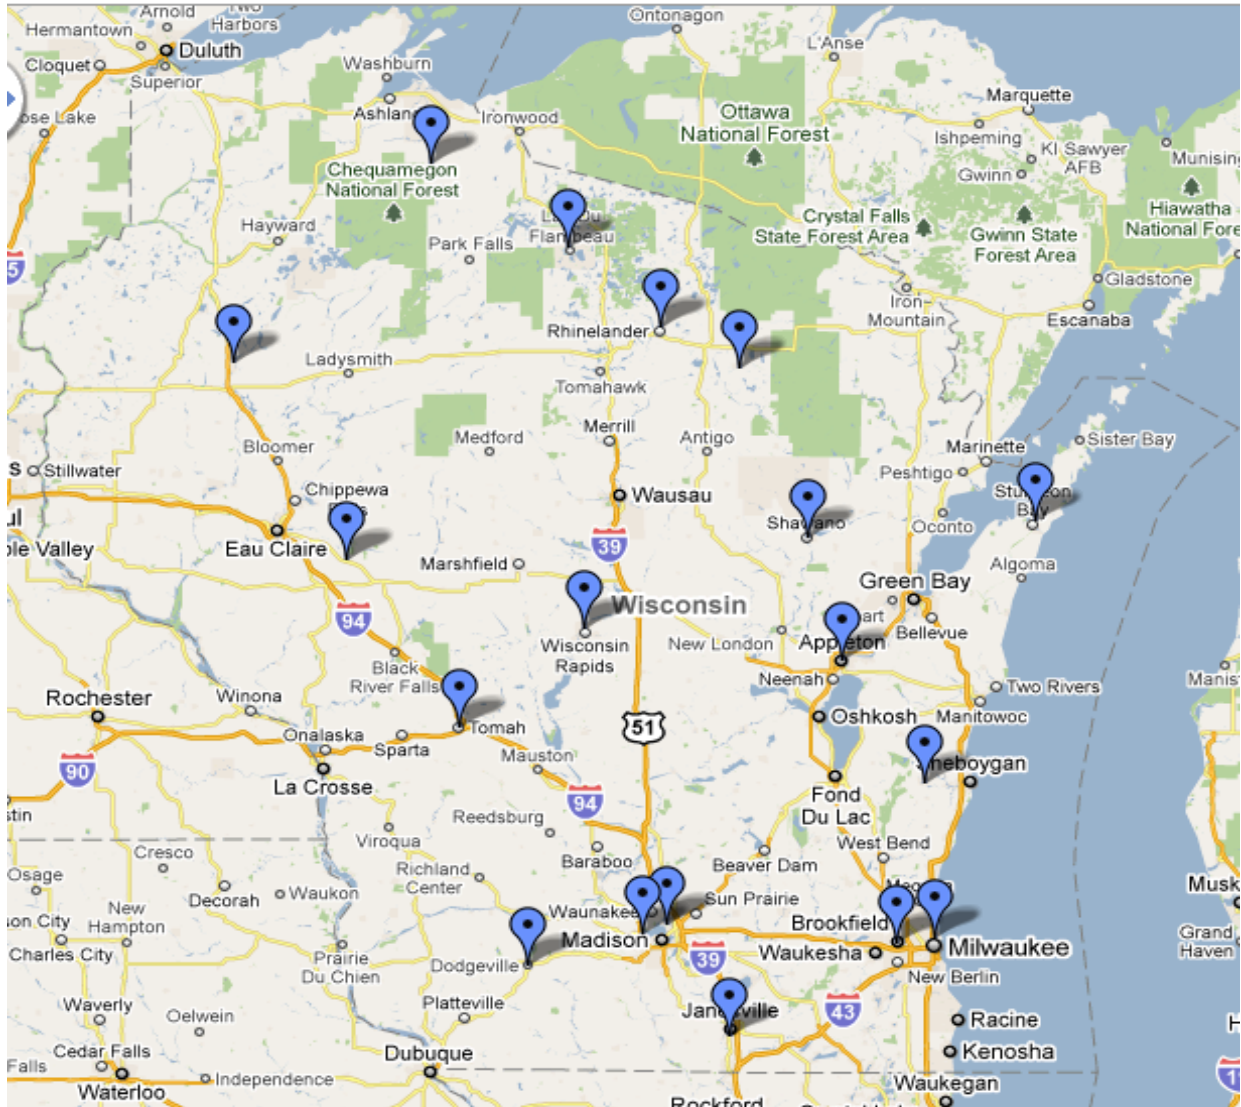 Arnold
Two
Harbors
Hermantown
Duluth
Cloquet
Superior
Ontonagon
L'Anse
Washburn
Ironwood
Marquette
Ishpeming
KI Sawyer
AFB
Munising
Gwinn
Ottawa
National Forest
Chequamegon
National Forest
Hayward
Park Falls
Crystal Falls
State Forest Area
Gwinn State
Forest Area
Hiawatha
Gladstone
Iron-
Mountain
Escanaba
Rhinelander
Ladysmith
Tomahawk
Merrill
Medford
Antigo
Bloomer
Marinette
Sister Bay
Peshtigo
Stillwater
Chippewa
Wausau
Eau Claire
39
Oconto
Marshfield
Algoma
Green Bay
Wisconsin
94
Bellevue
New London
Wisconsin
Rapids
Neenah
Black
River Falls
Rochester
Winona
Two Rivers
Manitowoc
Oshkosh
51
Onalaska
Sparta
Tomah
Mauston
90
La Crosse
94
Fond
Du Lac
Reedsburg
Viroqua
Baraboo
Beaver Dam
West Bend
Cresco
Richland
Center
Osage
Decorah
Waukon
New
Hampton
Waunakee
Sun Prairie
Brookfield
Madison
Milwaukee
Waukesha
Charles City
Prairie
Du Chien
Dodgeville
39
New Berlin
Grand
Haven
Platteville
Waverly
Oelwein
43
Racine
Kenosha
Cedar Falls
Dubuque
Waterloo
Independence
Waukegan
Rockford